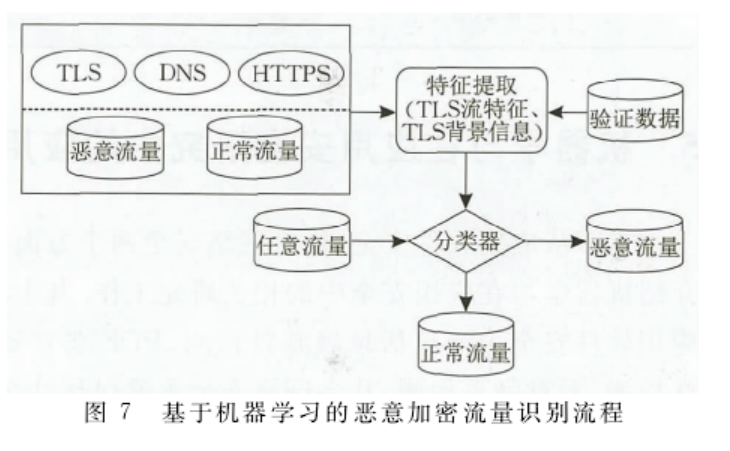 TLS DNS HTTPS
恶意流量 正常流量
特征提取
(TLS流特征、
TLS背景信息)
验证数据
任意流量
分类器
恶意流量
正常流量
图 7 基于机器学习的恶意加密流量识别流程